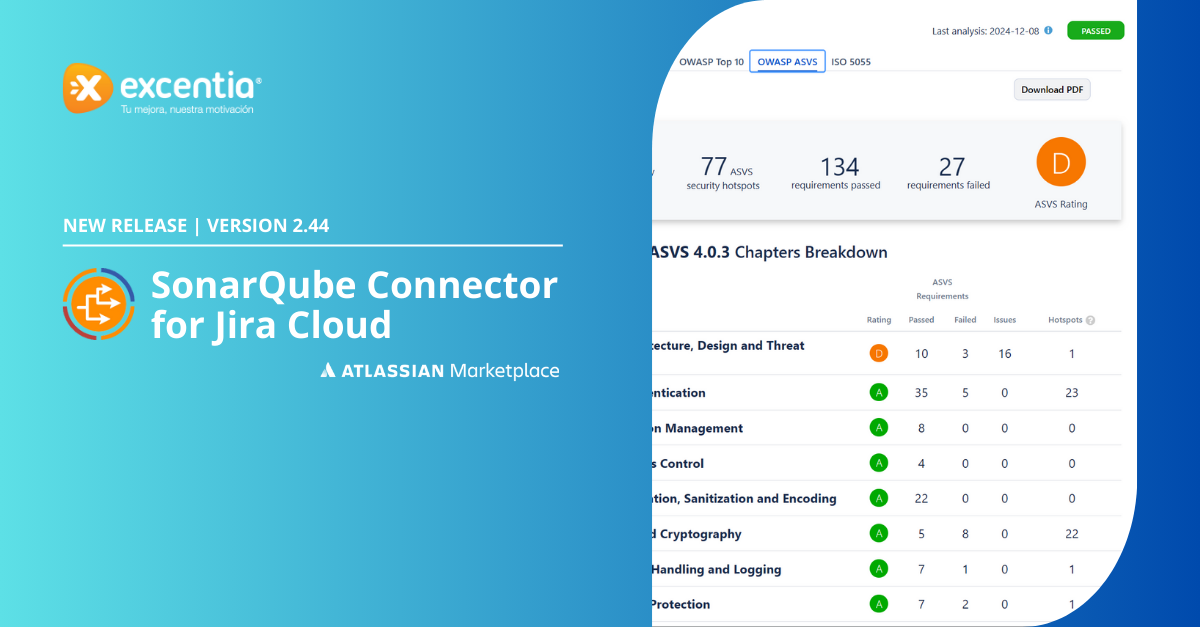 excentia®
Tu mejora, nuestra motivación
NEW RELEASE | VERSION 2.44
SonarQube Connector
for Jira Cloud
ATLASSIAN Marketplace
Last analysis: 2024-12-08 PASSED
OWASP Top 10 OWASP ASVS ISO 5055
Download PDF
77 ASVS
security hotspots
134
requirements passed
27
requirements failed
D
ASVS Rating
ASVS 4.0.3 Chapters Breakdown
ASVS
Requirements
Rating Passed Failed Issues Hotspots ?
tecture, Design and Threat D 10 3 16 1
entication A 35 5 0 23
on Management A 8 0 0 0
s Control A 4 0 0 0
ation, Sanitization and Encoding A 22 0 0 0
d Cryptography A 5 8 0 22
Handling and Logging A 7 1 0 1
Protection A 7 2 0 1